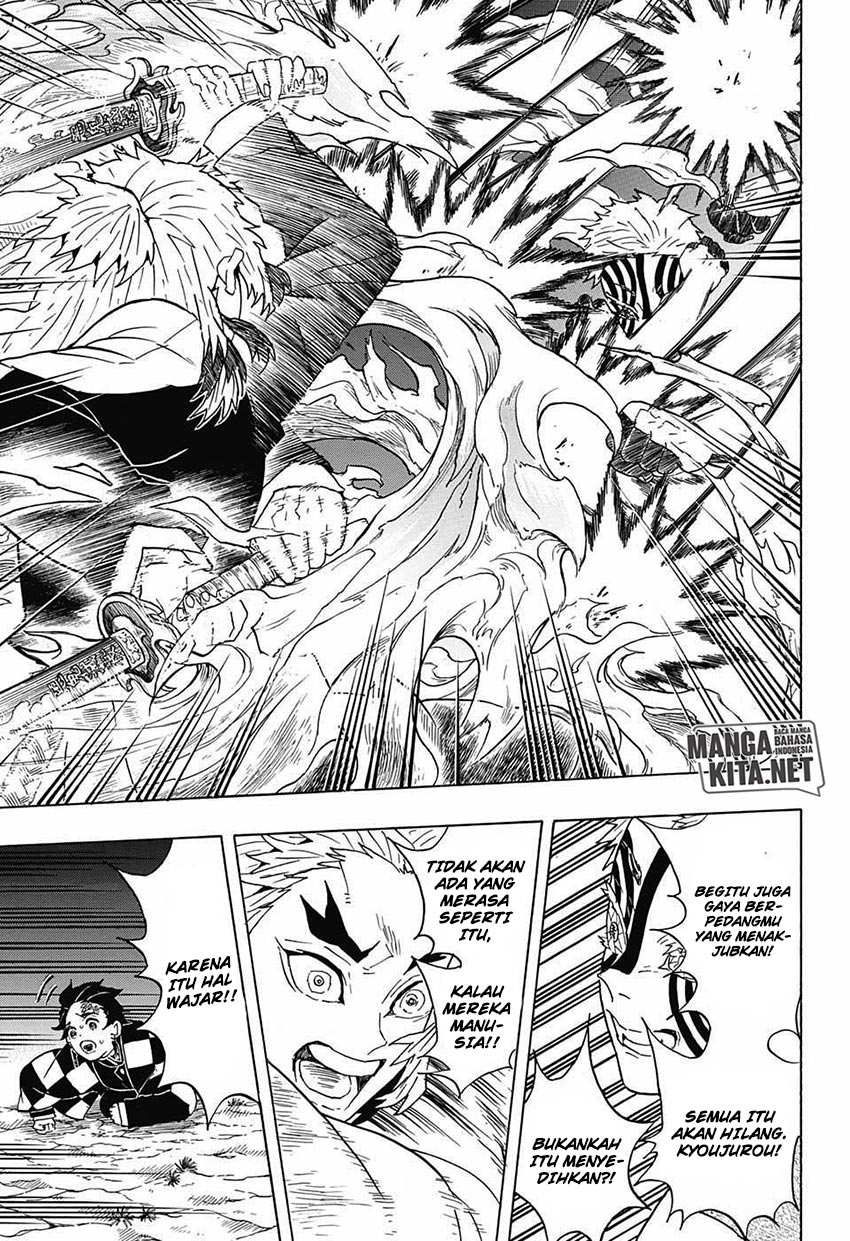 MANGA
BACA MANGA
BAHASA
INDONESIA
KITA.NET
BEGITU JUGA
GAYA BER-
PEDANGMU
YANG MENAK-
JUBKAN!
SEMUA ITU
AKAN HILANG.
KYOUJUROU!
BUKANKAH
ITU MENYE-
DIHKAN?!
TIDAK AKAN
ADA YANG
MERASA
SEPERTI
ITU,
KALAU
MEREKA
MANU-
SIA!!
KARENA
ITU HAL
WAJAR!!